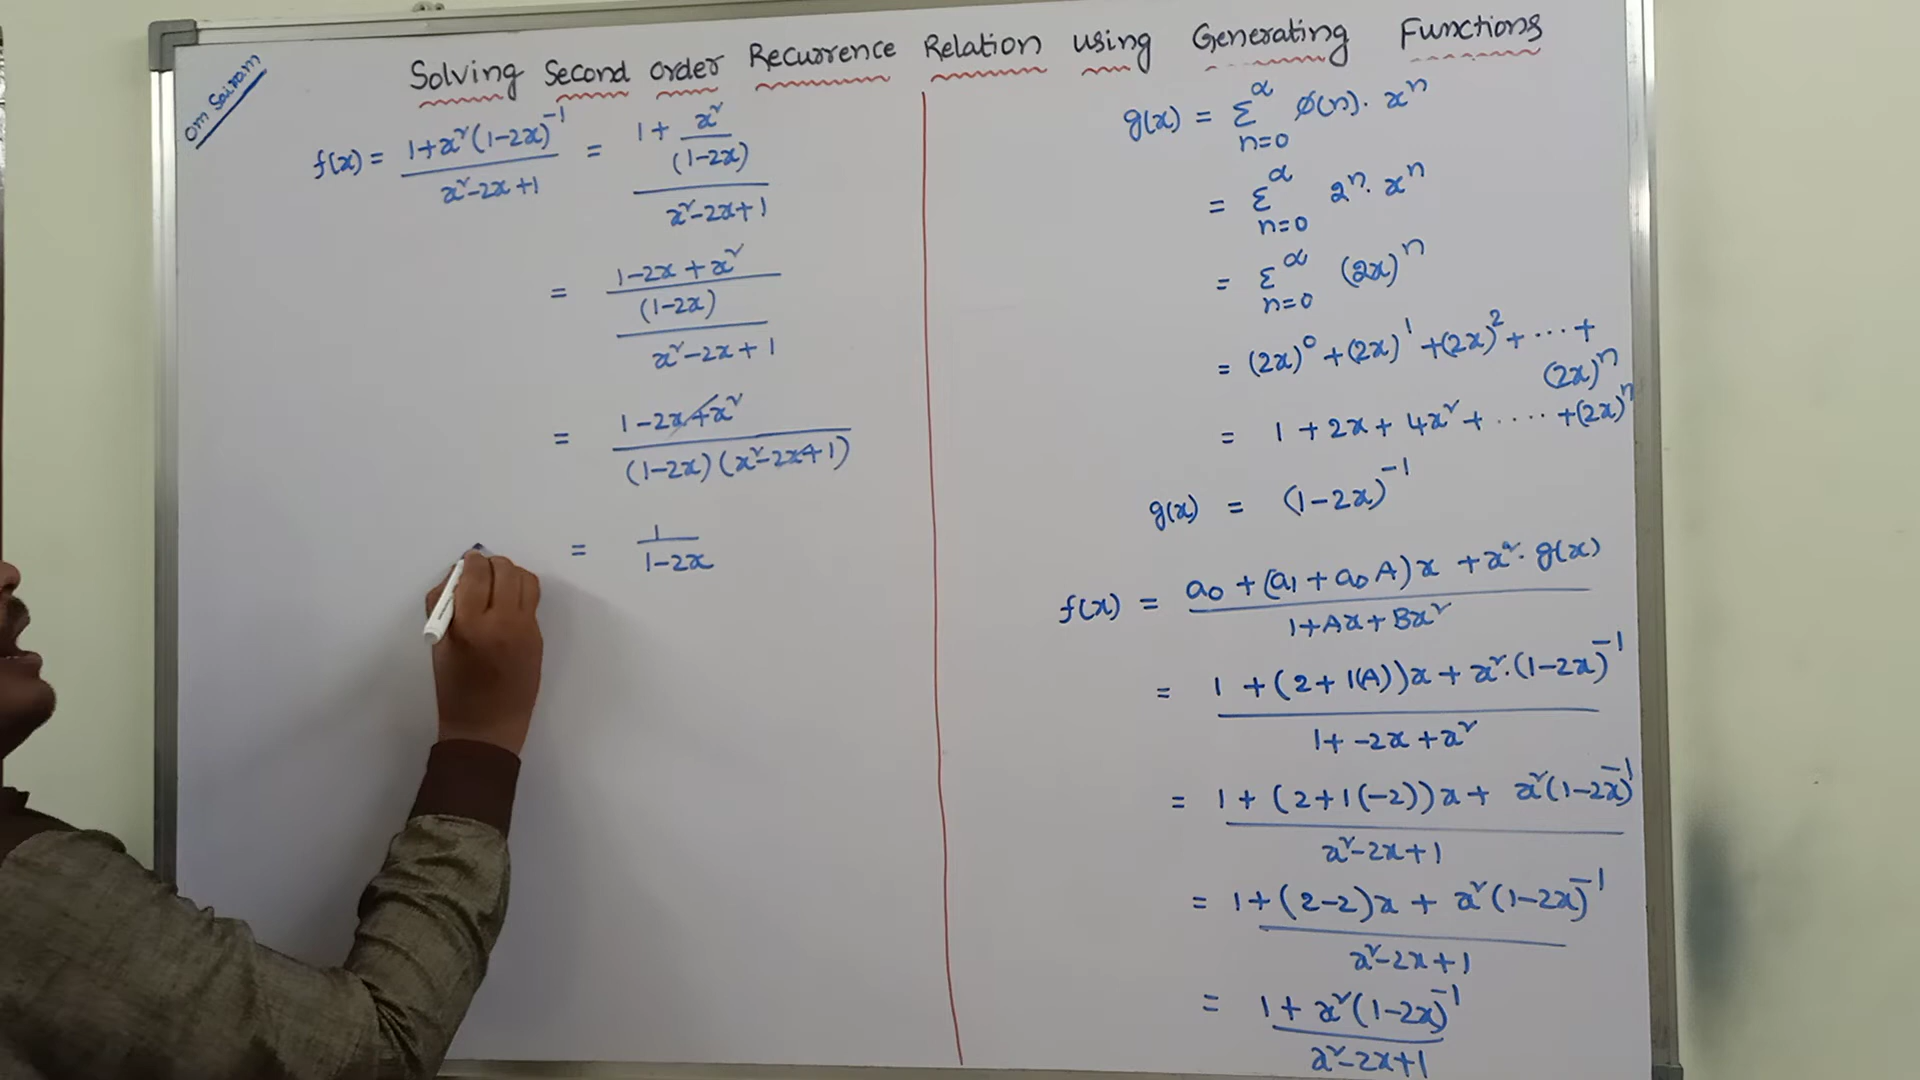 Om Sairam
Solving Second order Recurrence Relation using Generating Functions
f(x) = (1+x²(1-2x)⁻¹)/(x²-2x+1) = (1+ x²/(1-2x))/(x²-2x+1)
= ((1-2x+x²)/(1-2x))/(x²-2x+1)
= (1-2x+x²)/((1-2x)(x²-2x+1))
= 1/(1-2x)
g(x) = Σ_{n=0}^{α} φ(n). xⁿ
= Σ_{n=0}^{α} 2ⁿ. xⁿ
= Σ_{n=0}^{α} (2x)ⁿ
= (2x)⁰+(2x)¹+(2x)²+ ... +
(2x)ⁿ
= 1 + 2x + 4x² + ..... +(2x)ⁿ
g(x) = (1-2x)⁻¹
f(x) = (a₀+(a₁+a₀A)x + x². g(x))/(1+Ax+Bx²)
= (1 +(2+1(A))x + x².(1-2x)⁻¹)/(1+ -2x+x²)
= (1+(2+1(-2))x + x²(1-2x)⁻¹)/(x²-2x+1)
= (1+(2-2)x + x²(1-2x)⁻¹)/(x²-2x+1)
= (1+ x²(1-2x)⁻¹)/(x²-2x+1)